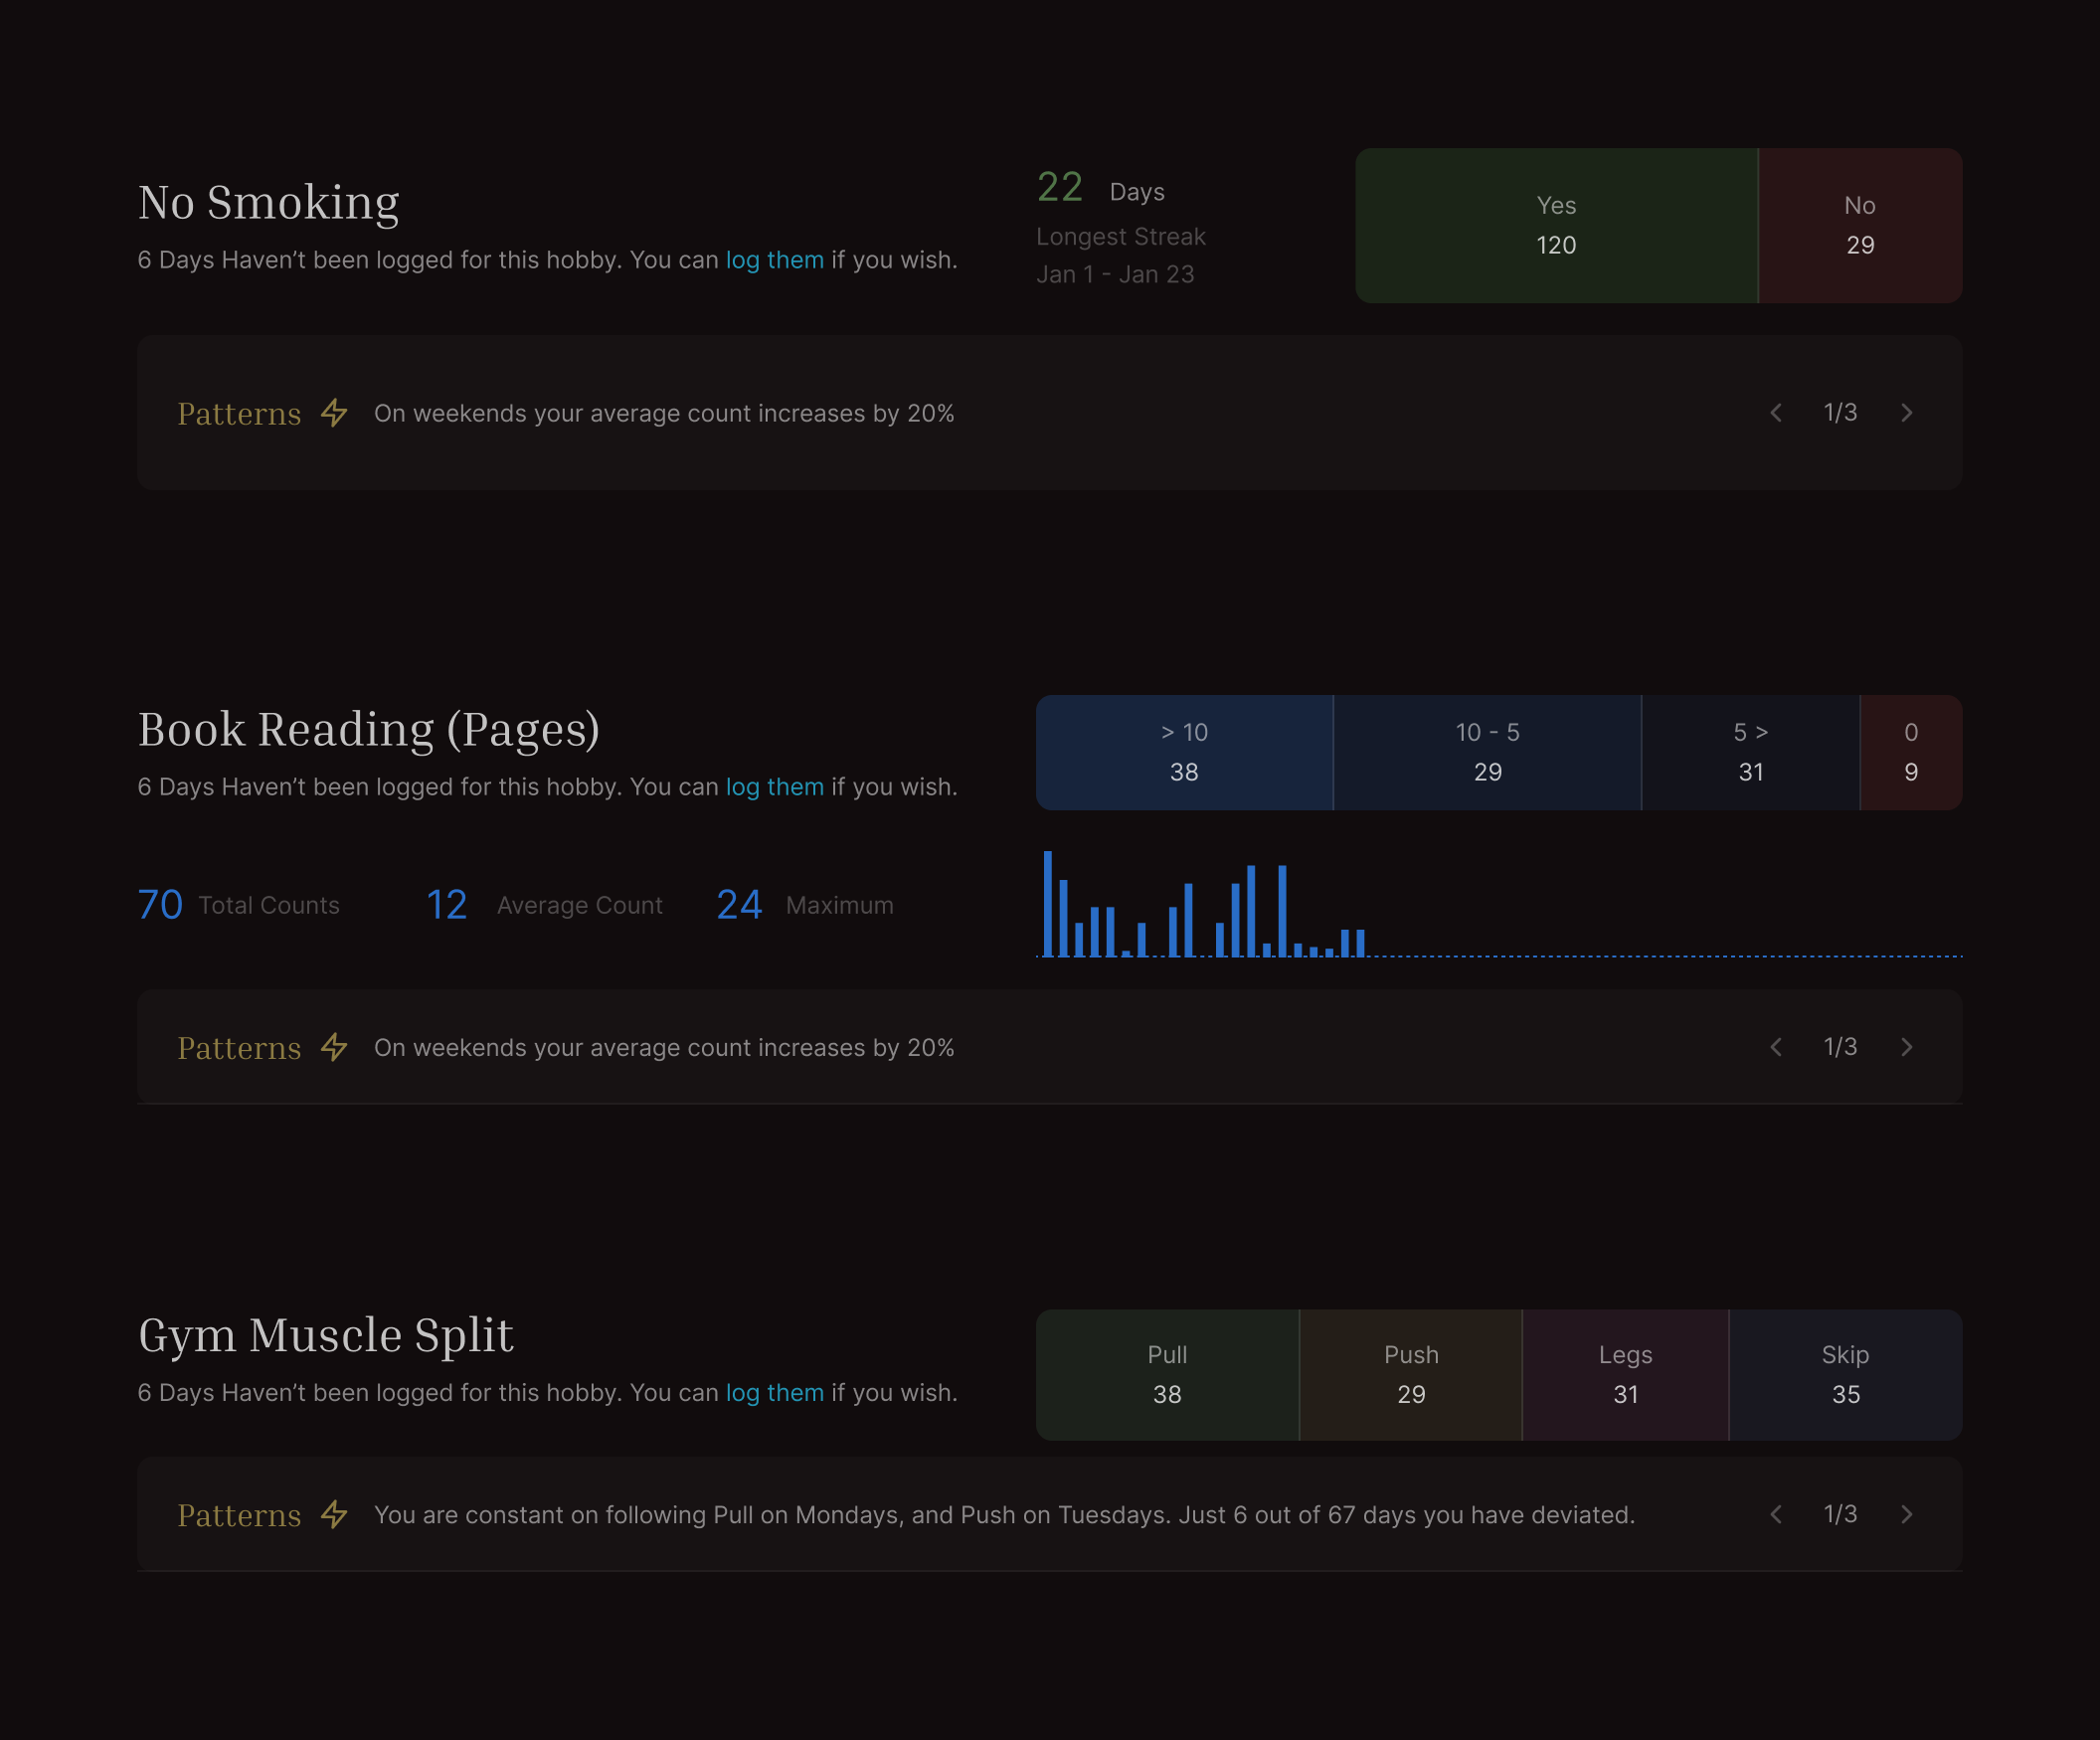 No Smoking
6 Days Haven’t been logged for this hobby. You can log them if you wish.
22 Days
Longest Streak
Jan 1 - Jan 23
Yes
120
No
29
Patterns On weekends your average count increases by 20%
1/3
Book Reading (Pages)
6 Days Haven’t been logged for this hobby. You can log them if you wish.
> 10
38
10 - 5
29
5 >
31
0
9
70 Total Counts
12 Average Count
24 Maximum
Patterns On weekends your average count increases by 20%
1/3
Gym Muscle Split
6 Days Haven’t been logged for this hobby. You can log them if you wish.
Pull
38
Push
29
Legs
31
Skip
35
Patterns You are constant on following Pull on Mondays, and Push on Tuesdays. Just 6 out of 67 days you have deviated.
1/3